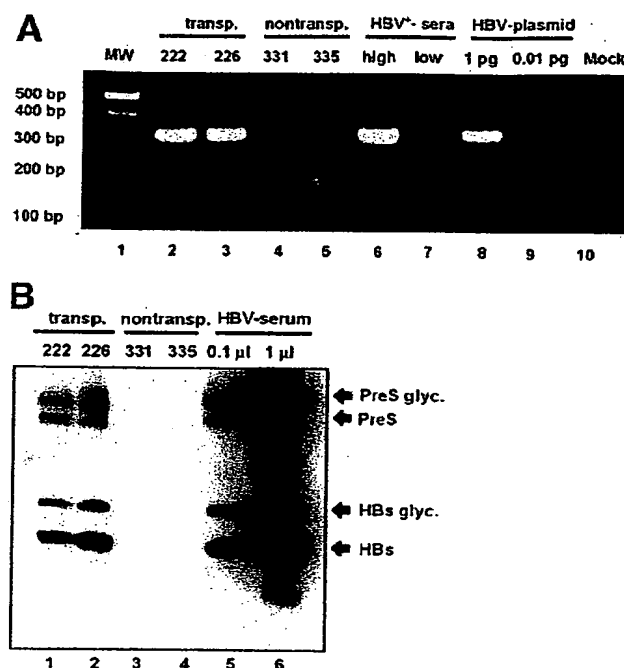 A
transp. nontransp. HBV⁺- sera HBV-plasmid
MW 222 226 331 335 high low 1 pg 0.01 pg Mock
500 bp
400 bp
300 bp
200 bp
100 bp
1 2 3 4 5 6 7 8 9 10
B
transp. nontransp. HBV-serum
222 226 331 335 0.1 µl 1 µl
PreS glyc.
PreS
HBs glyc.
HBs
1 2 3 4 5 6